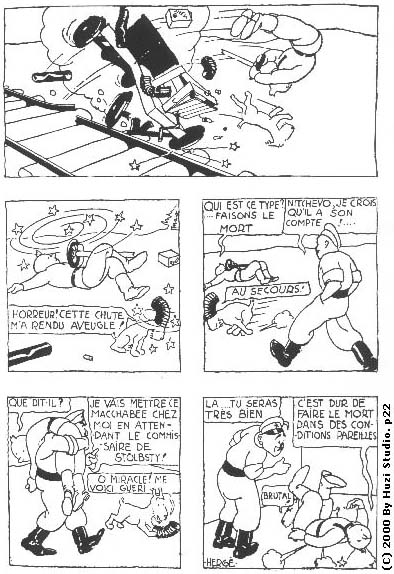 HORREUR! CETTE CHUTE
M'A RENDU AVEUGLE!
QUI EST CE TYPE?
...FAISONS LE
MORT
NITCHEVO, JE CROIS
QU'IL A SON
COMPTE !....
AU SECOURS!
QUE DIT-IL?
JE VAIS METTRE CE
MACCHABÉE CHEZ
MOI EN ATTEN-
DANT LE COMMIS-
SAIRE DE
STOLBSTY!
O MIRACLE! ME
VOICI GUERI
LA...TU SERAS
TRÈS BIEN
C'EST DUR DE
FAIRE LE MORT
DANS DES CON-
DITIONS PAREILLES
BRUTAL
HERGÉ
(C) 2000 By Huzi Studio. p22